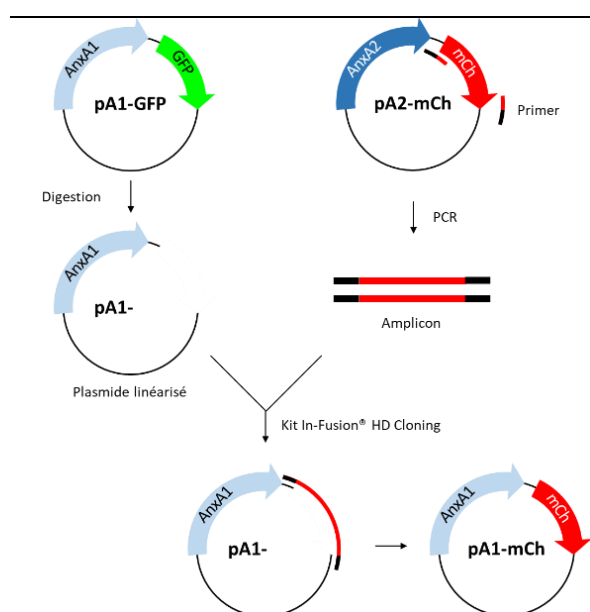 AnxA1
GFP
pA1-GFP
AnxA2
mCh
pA2-mCh
Primer
Digestion
PCR
AnxA1
pA1-
Amplicon
Plasmide linéarisé
Kit In-Fusion® HD Cloning
AnxA1
pA1-
AnxA1
mCh
pA1-mCh